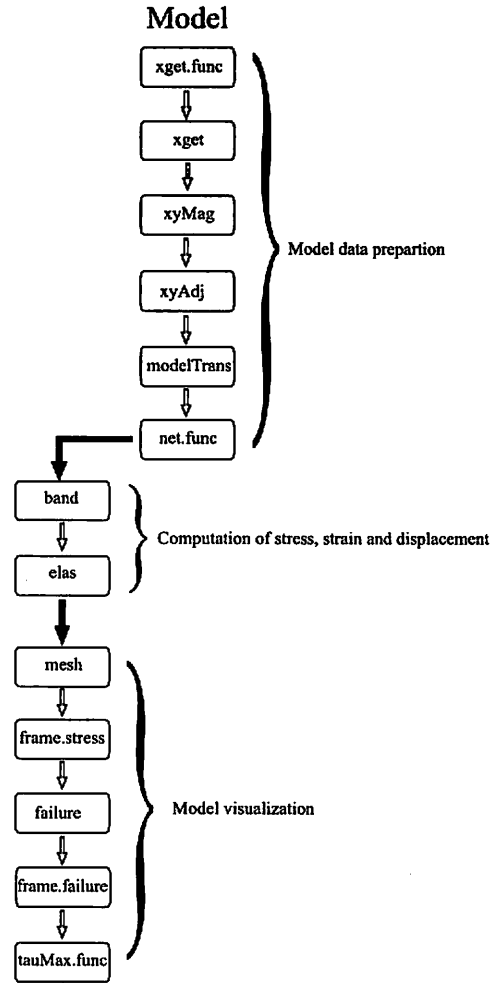 Model
xget.func
xget
xyMag
xyAdj
modelTrans
net.func
Model data prepartion
band
elas
Computation of stress, strain and displacement
mesh
frame.stress
failure
frame.failure
tauMax.func
Model visualization